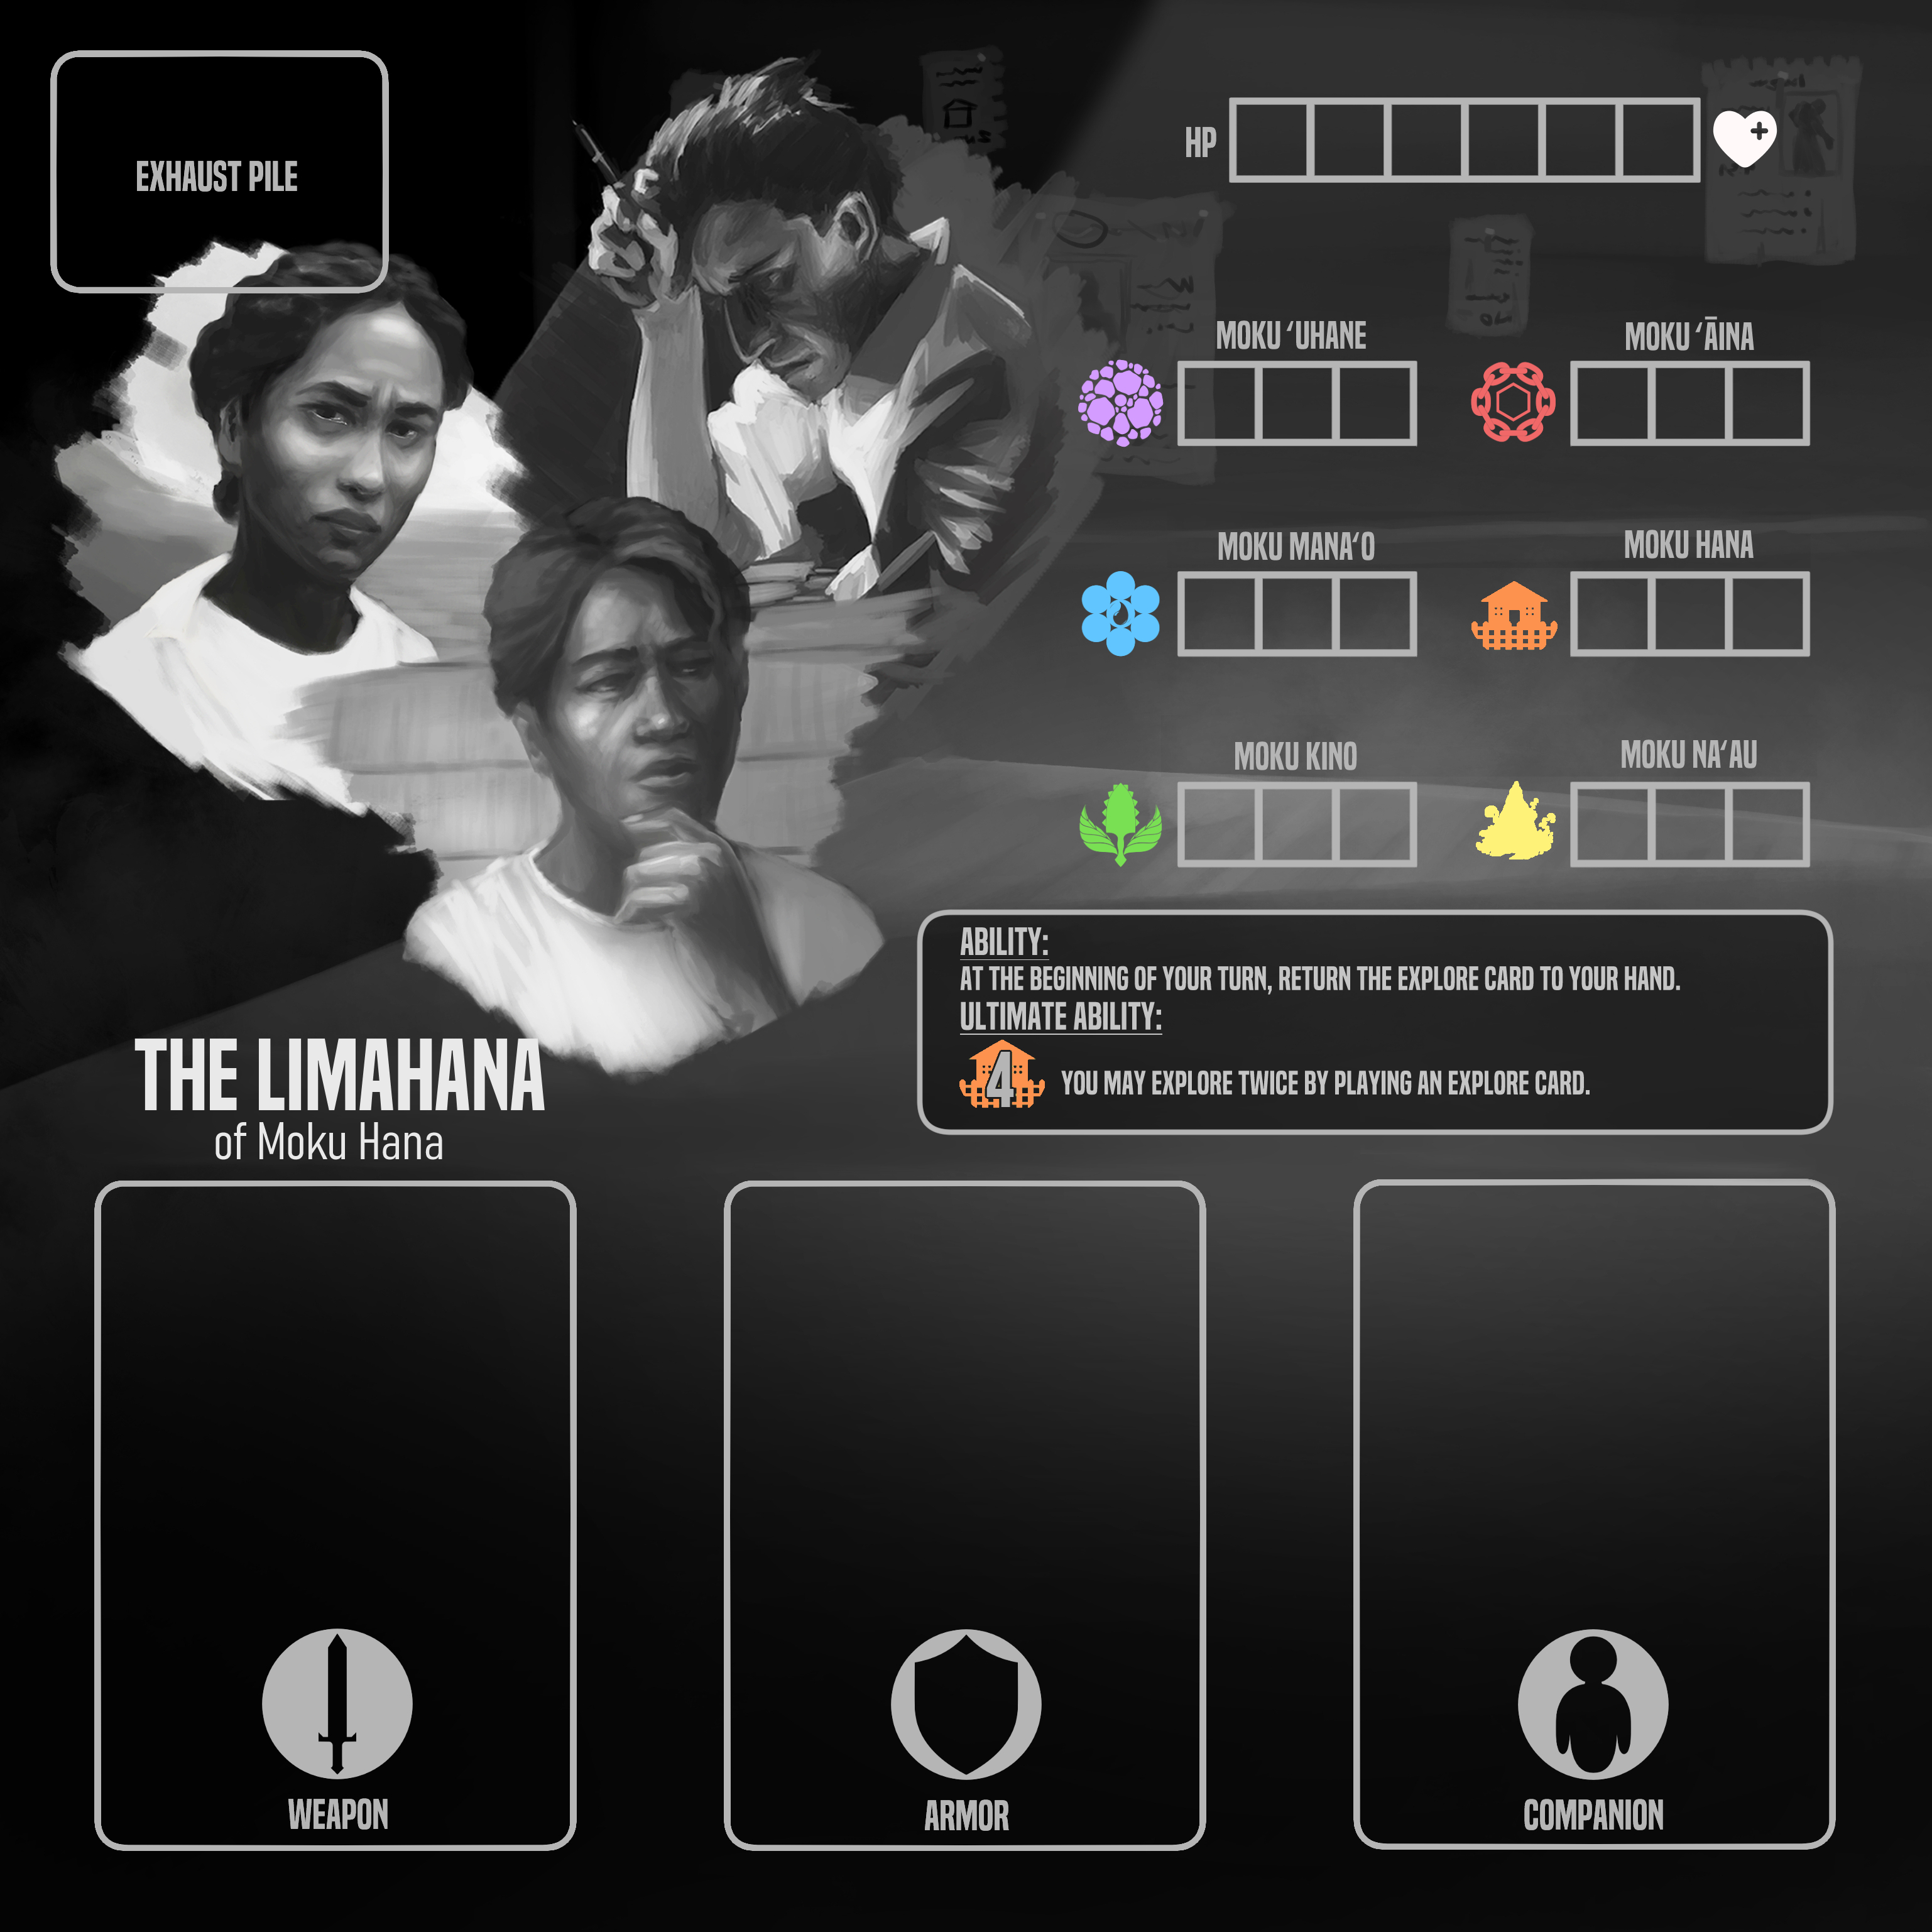 EXHAUST PILE
HP
MOKU ʻUHANE
MOKU ʻĀINA
MOKU MANAʻO
MOKU HANA
MOKU KINO
MOKU NAʻAU
ABILITY:
AT THE BEGINNING OF YOUR TURN, RETURN THE EXPLORE CARD TO YOUR HAND.
ULTIMATE ABILITY:
4 YOU MAY EXPLORE TWICE BY PLAYING AN EXPLORE CARD.
THE LIMAHANA
of Moku Hana
WEAPON
ARMOR
COMPANION